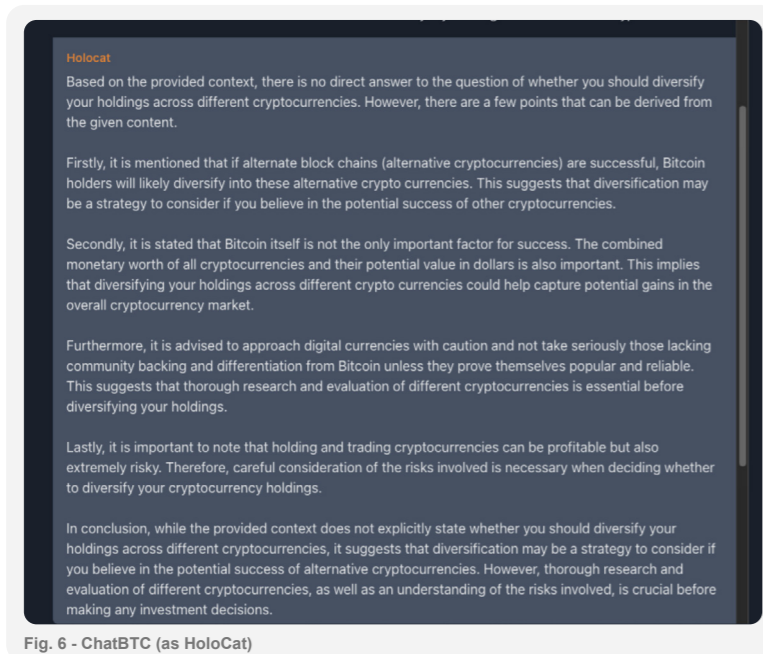 Holocat
Based on the provided context, there is no direct answer to the question of whether you should diversify
your holdings across different cryptocurrencies. However, there are a few points that can be derived from
the given content.
Firstly, it is mentioned that if alternate block chains (alternative cryptocurrencies) are successful, Bitcoin
holders will likely diversify into these alternative crypto currencies. This suggests that diversification may
be a strategy to consider if you believe in the potential success of other cryptocurrencies.
Secondly, it is stated that Bitcoin itself is not the only important factor for success. The combined
monetary worth of all cryptocurrencies and their potential value in dollars is also important. This implies
that diversifying your holdings across different crypto currencies could help capture potential gains in the
overall cryptocurrency market.
Furthermore, it is advised to approach digital currencies with caution and not take seriously those lacking
community backing and differentiation from Bitcoin unless they prove themselves popular and reliable.
This suggests that thorough research and evaluation of different cryptocurrencies is essential before
diversifying your holdings.
Lastly, it is important to note that holding and trading cryptocurrencies can be profitable but also
extremely risky. Therefore, careful consideration of the risks involved is necessary when deciding whether
to diversify your cryptocurrency holdings.
In conclusion, while the provided context does not explicitly state whether you should diversify your
holdings across different cryptocurrencies, it suggests that diversification may be a strategy to consider if
you believe in the potential success of alternative cryptocurrencies. However, thorough research and
evaluation of different cryptocurrencies, as well as an understanding of the risks involved, is crucial before
making any investment decisions.
Fig. 6 - ChatBTC (as HoloCat)